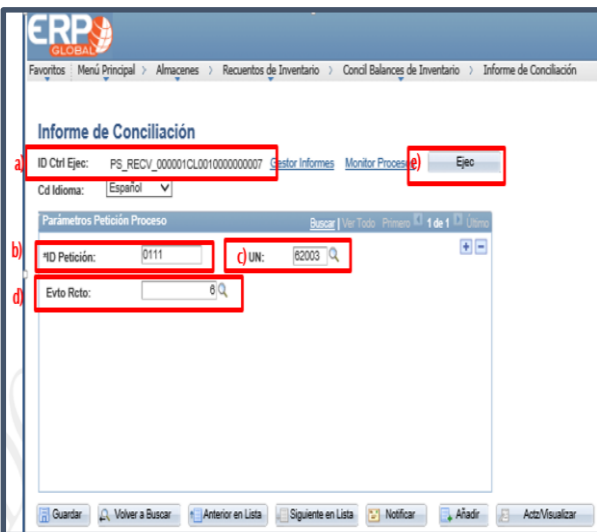 ERP
GLOBAL
Favoritos Menú Principal > Almacenes > Recuentos de Inventario > Concil Balances de Inventario > Informe de Conciliación
Informe de Conciliación
a) ID Ctrl Ejec: PS_RECV_000001CL0010000000007 Gestor Informes Monitor Proceso e) Ejec
Cd Idioma: Español
Parámetros Petición Proceso Buscar | Ver Todo Primero 1 de 1 Último
b) *ID Petición: 0111 c) UN: 62003
d) Evto Rcto: 6
Guardar Volver a Buscar Anterior en Lista Siguiente en Lista Notificar Añadir Actz/Visualizar